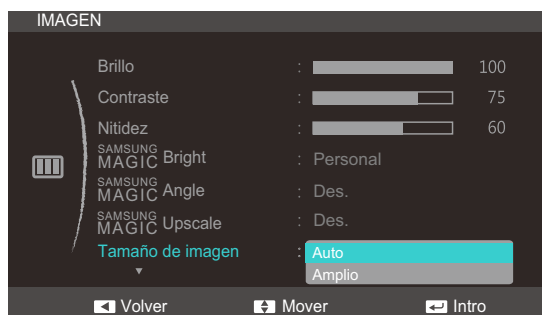 IMAGEN
Brillo : 100
Contraste : 75
Nitidez : 60
SAMSUNG MAGIC Bright : Personal
SAMSUNG MAGIC Angle : Des.
SAMSUNG MAGIC Upscale : Des.
Tamaño de imagen : Auto
Amplio
Volver Mover Intro